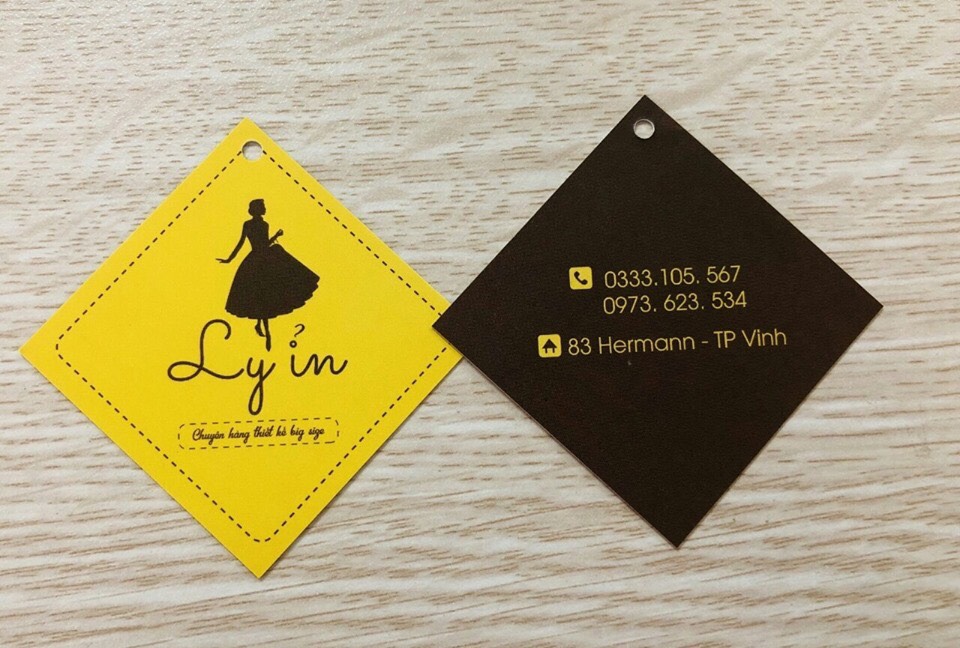 Ly ỉn
Chuyên hàng thiết kế big size
0333.105. 567
0973. 623. 534
83 Hermann - TP Vinh